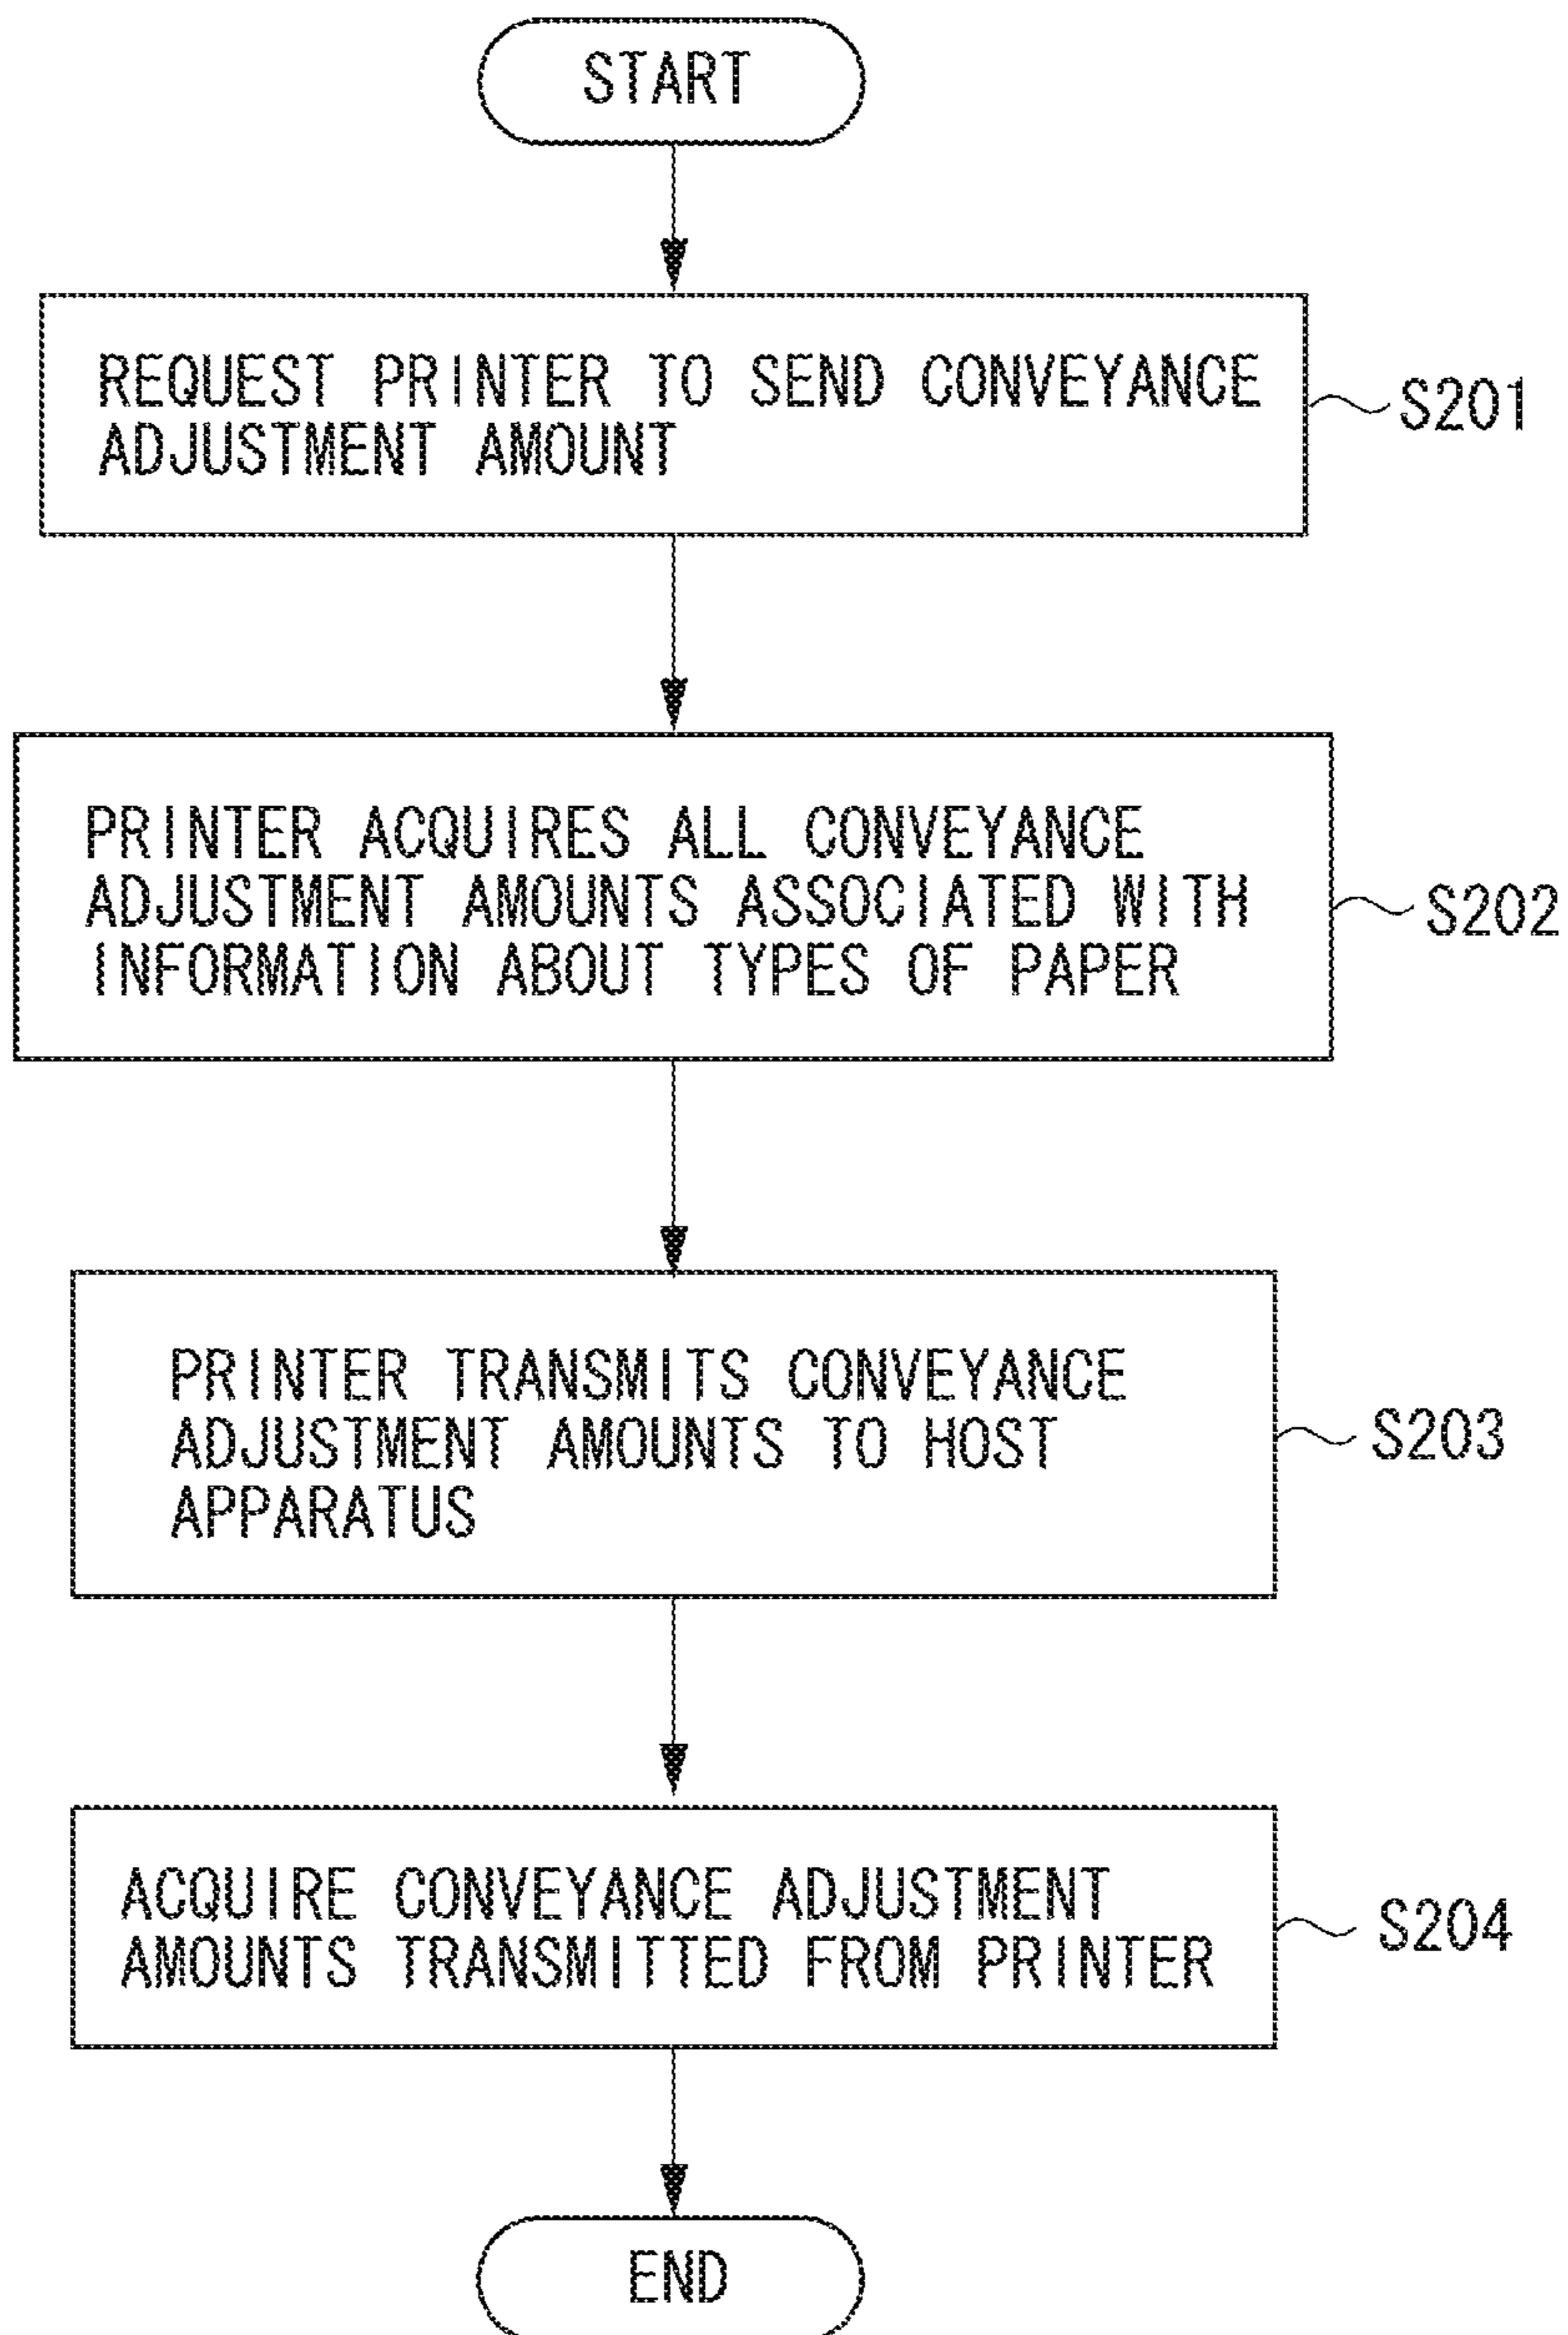 START
REQUEST PRINTER TO SEND CONVEYANCE
ADJUSTMENT AMOUNT
S201
PRINTER ACQUIRES ALL CONVEYANCE
ADJUSTMENT AMOUNTS ASSOCIATED WITH
INFORMATION ABOUT TYPES OF PAPER
S202
PRINTER TRANSMITS CONVEYANCE
ADJUSTMENT AMOUNTS TO HOST
APPARATUS
S203
ACQUIRE CONVEYANCE ADJUSTMENT
AMOUNTS TRANSMITTED FROM PRINTER
S204
END